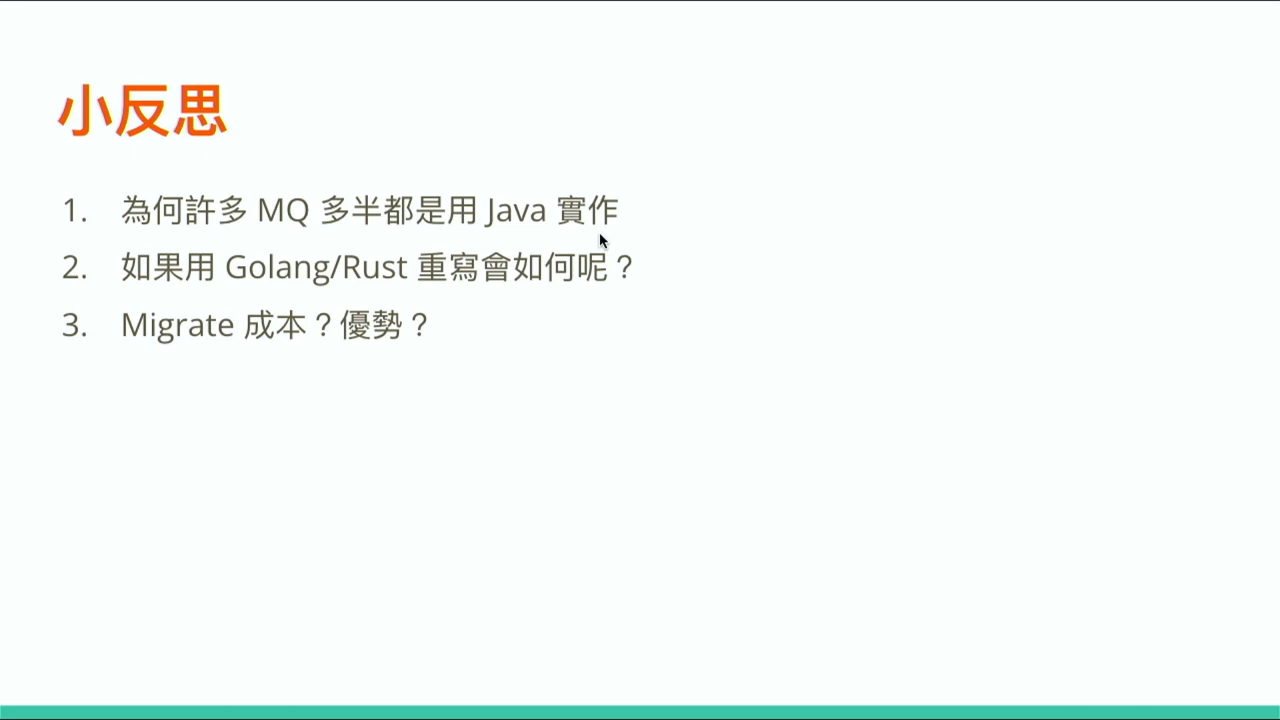 小反思
1. 為何許多 MQ 多半都是用 Java 實作
2. 如果用 Golang/Rust 重寫會如何呢？
3. Migrate 成本？優勢？